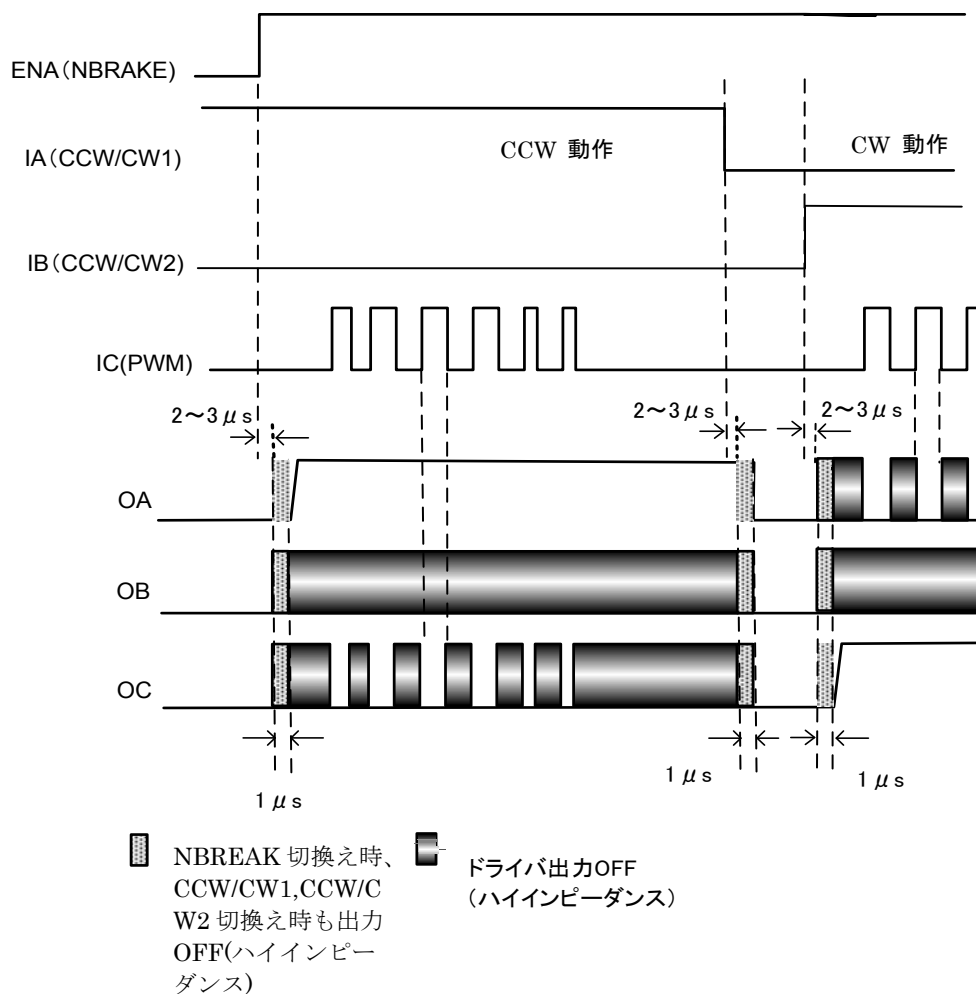 ENA(NBRAKE)
IA(CCW/CW1)
CCW 動作
CW 動作
IB(CCW/CW2)
IC(PWM)
2~3μs
2~3μs
2~3μs
OA
OB
OC
1μs
1μs
1μs
NBREAK 切換え時、
CCW/CW1,CCW/C
W2 切換え時も出力
OFF(ハイインピー
ダンス)
ドライバ出力OFF
(ハイインピーダンス)